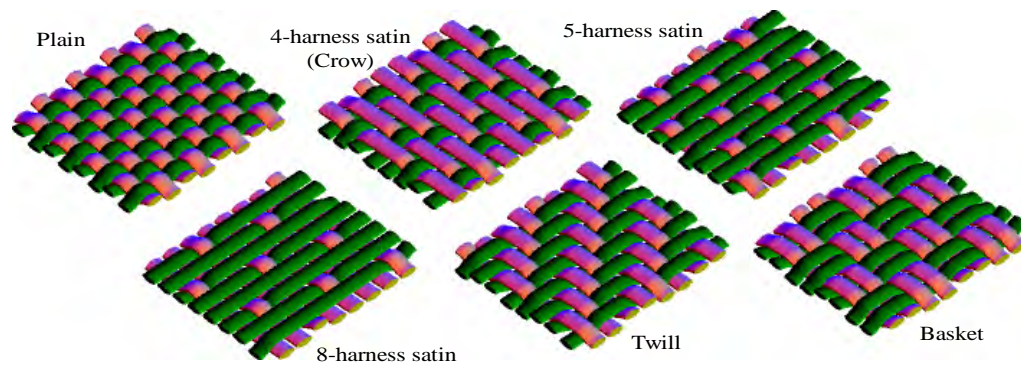 Plain
4-harness satin
(Crow)
5-harness satin
8-harness satin
Twill
Basket